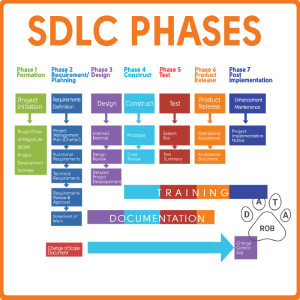 SDLC PHASES
Phase 1
Formation
Phase 2
Requirement/
Planning
Phase 3
Design
Phase 4
Construct
Phase 5
Test
Phase 6
Product
Release
Phase 7
Post
Implementation
Project
Initiation
Requirements
Definition
Design
Construct
Test
Product
Release
Enhancement
Maintenance
Rough Order
of Magnitude
(ROM)
Project
Development
Estimate
Project
Management
Plan (Charter)
Functional
Requirements
Technical
Requirements
Requirements
Review &
Approval
Statement of
Work
Internal/
External
Design
Review
Detailed
Project
Development
Prototype
Code
Review
System
Test
Test
Summary
Acceptance
Document
Project
Implementation
Notice
TRAINING
DOCUMENTATION
Change of Scope
Document
Change
Control
Log
DATA
ROB